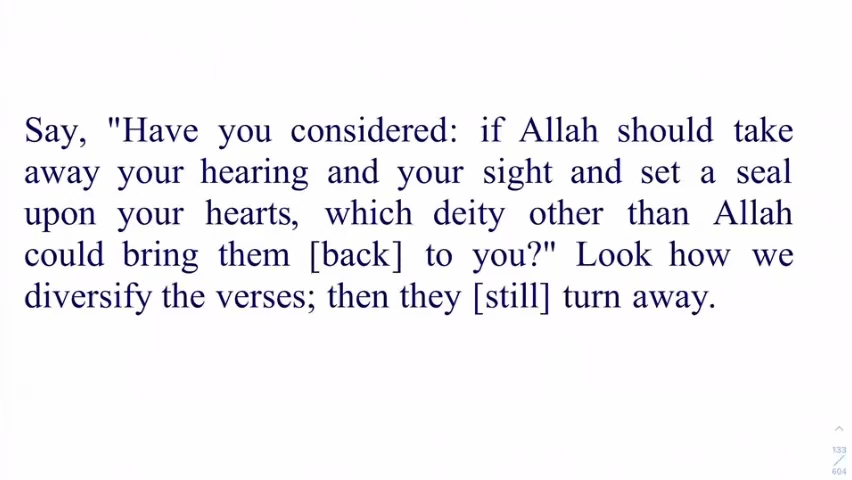 Say, "Have you considered: if Allah should take
away your hearing and your sight and set a seal
upon your hearts, which deity other than Allah
could bring them [back] to you?" Look how we
diversify the verses; then they [still] turn away.
133
604